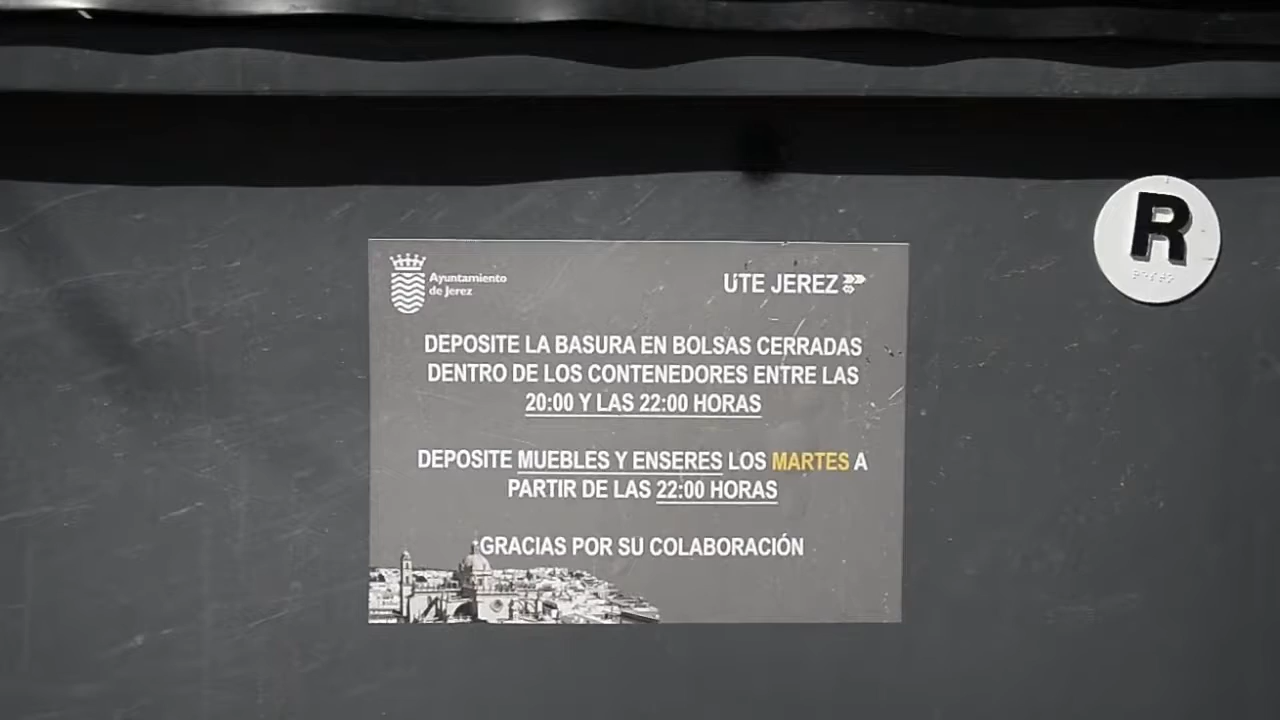 Ayuntamiento
de Jerez
UTE JEREZ
R
DEPOSITE LA BASURA EN BOLSAS CERRADAS
DENTRO DE LOS CONTENEDORES ENTRE LAS
20:00 Y LAS 22:00 HORAS
DEPOSITE MUEBLES Y ENSERES LOS MARTES A
PARTIR DE LAS 22:00 HORAS
GRACIAS POR SU COLABORACIÓN